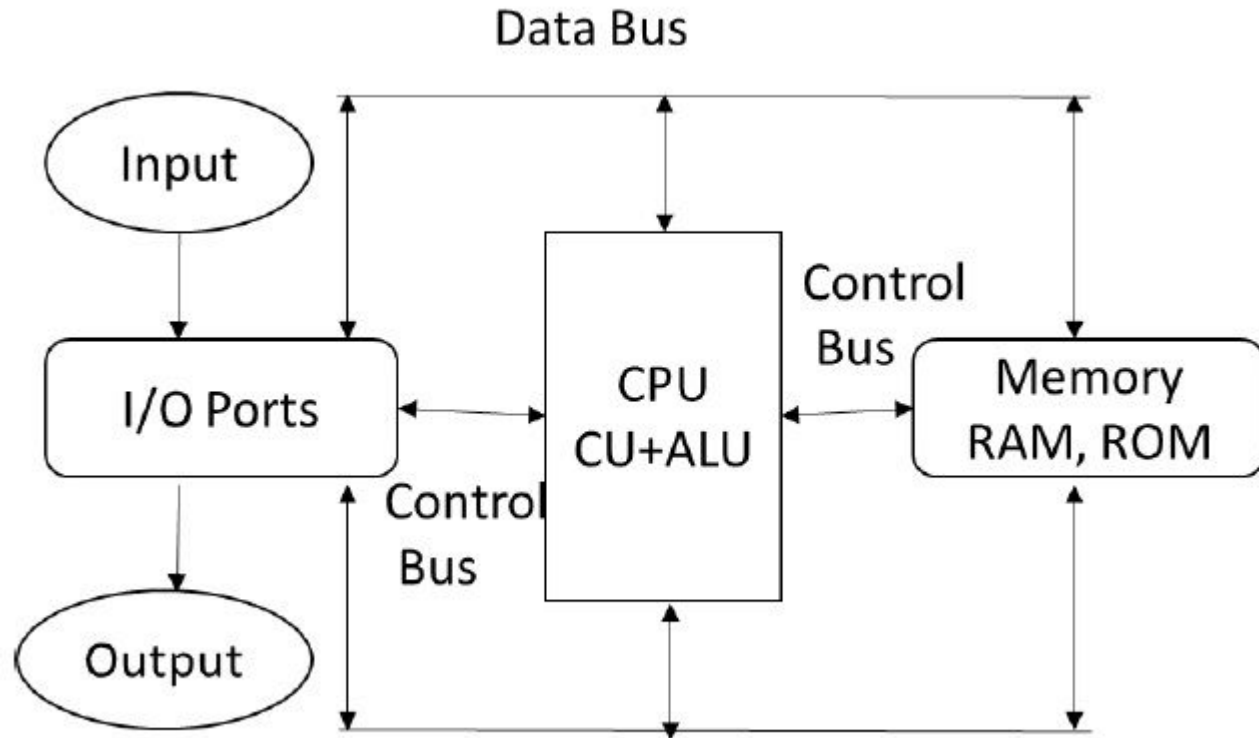 Data Bus
Input
Control
Bus
I/O Ports
CPU
CU+ALU
Memory
RAM, ROM
Control
Bus
Output